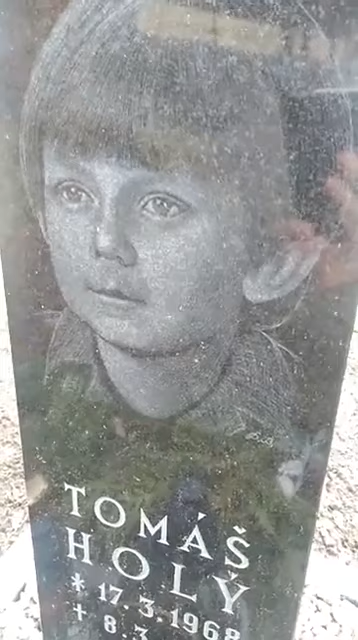 TOMÁŠ
HOLÝ
* 17.3.1968
+ 8.3.